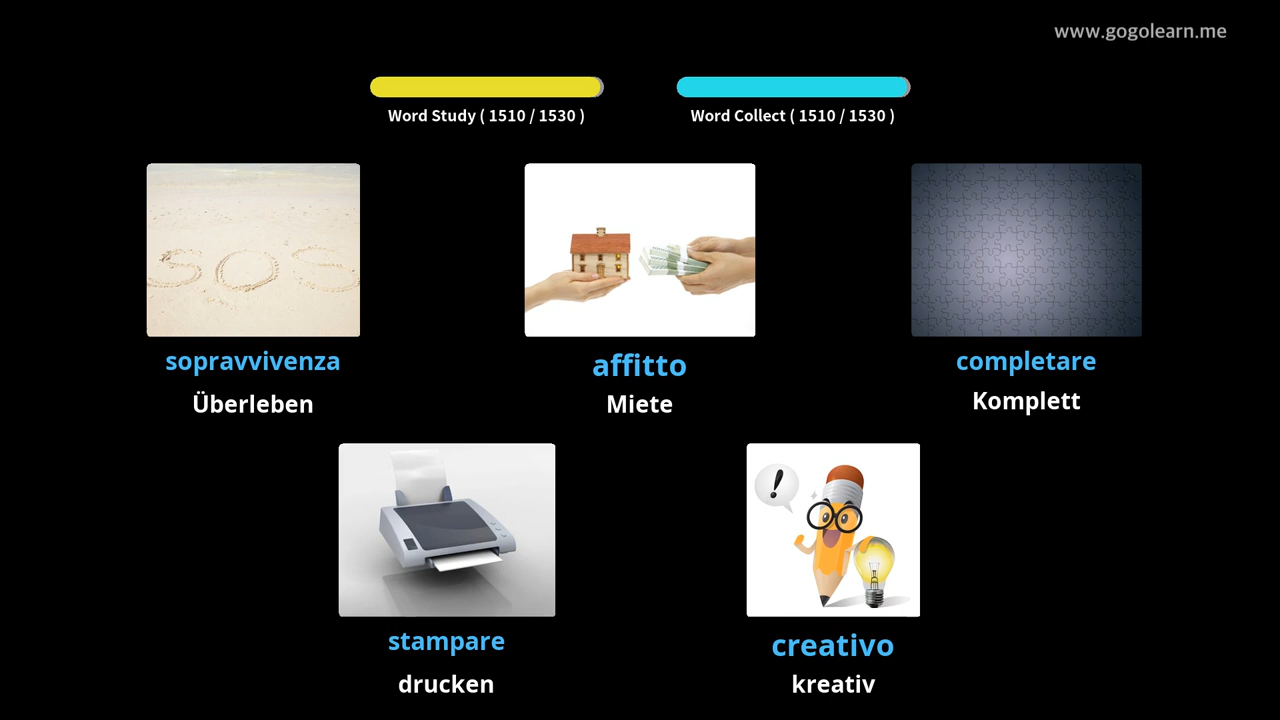 www.gogolearn.me
Word Study ( 1510 / 1530 )
Word Collect ( 1510 / 1530 )
SOS
sopravvivenza
Überleben
affitto
Miete
completare
Komplett
!
stampare
drucken
creativo
kreativ